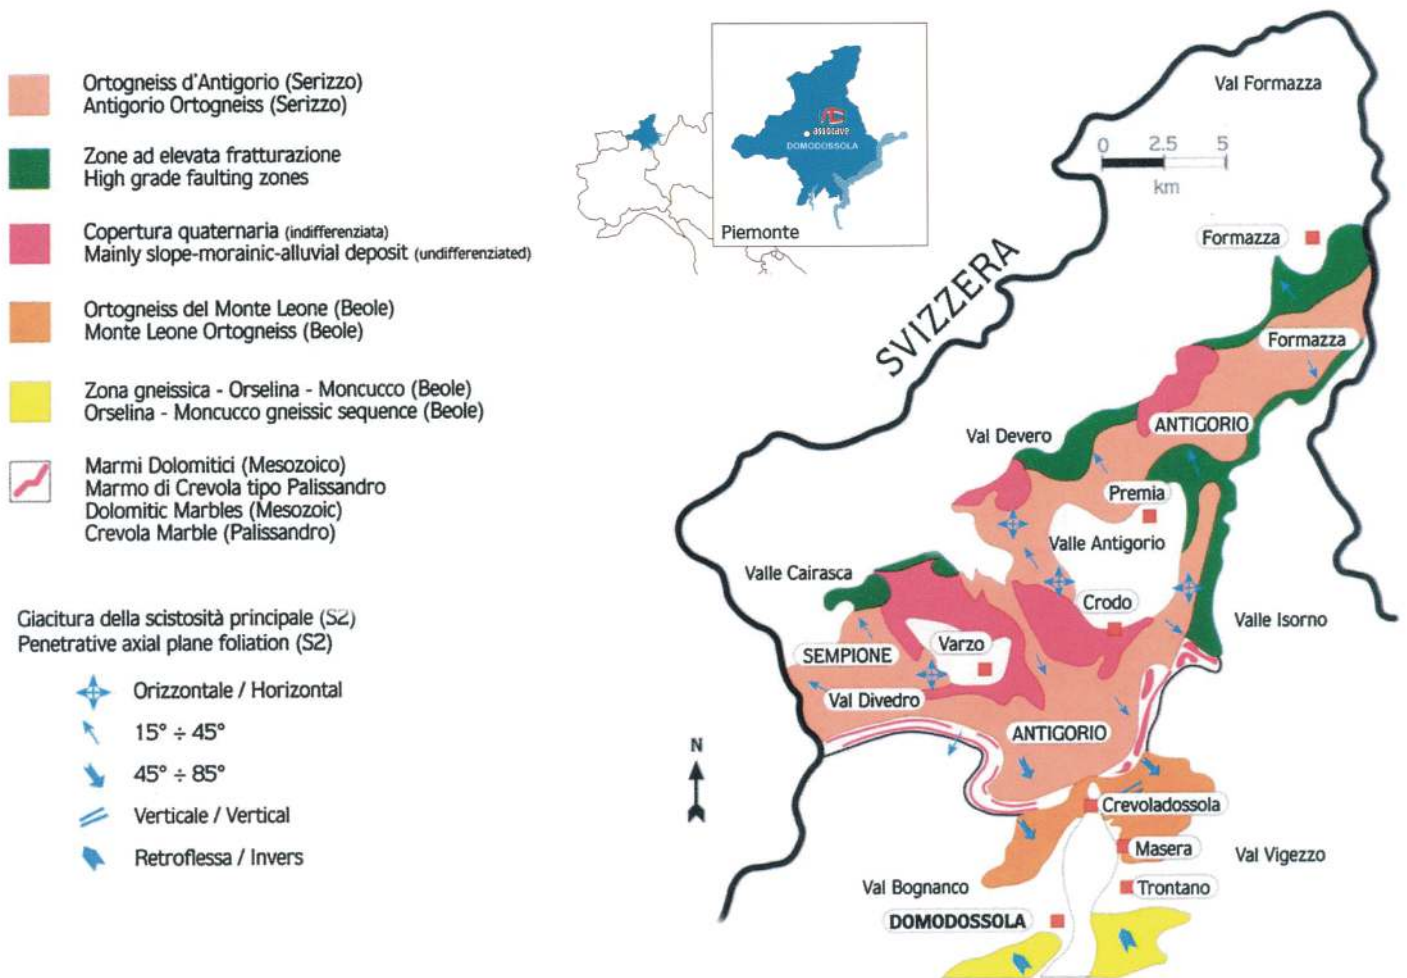 Ortogneiss d'Antigorio (Serizzo)
Antigorio Ortogneiss (Serizzo)
Zone ad elevata fratturazione
High grade faulting zones
Copertura quaternaria (indifferenziata)
Mainly slope-morainic-alluvial deposit (undifferenziated)
Ortogneiss del Monte Leone (Beole)
Monte Leone Ortogneiss (Beole)
Zona gneissica - Orselina - Moncucco (Beole)
Orselina - Moncucco gneissic sequence (Beole)
Marmi Dolomitici (Mesozoico)
Marmo di Crevola tipo Palissandro
Dolomitic Marbles (Mesozoic)
Crevola Marble (Palissandro)
Giacitura della scistosità principale (S2)
Penetrative axial plane foliation (S2)
Orizzontale / Horizontal
15° ÷ 45°
45° ÷ 85°
Verticale / Vertical
Retroflessa / Invers
assocave
DOMODOSSOLA
Piemonte
Val Formazza
0 2.5 5
km
SVIZZERA
Formazza
Formazza
ANTIGORIO
Val Devero
Premia
Valle Antigorio
Valle Cairasca
Crodo
Valle Isorno
Varzo
SEMPIONE
Val Divedro
ANTIGORIO
N
Crevoladossola
Masera
Val Vigezzo
Val Bognanco
Trontano
DOMODOSSOLA